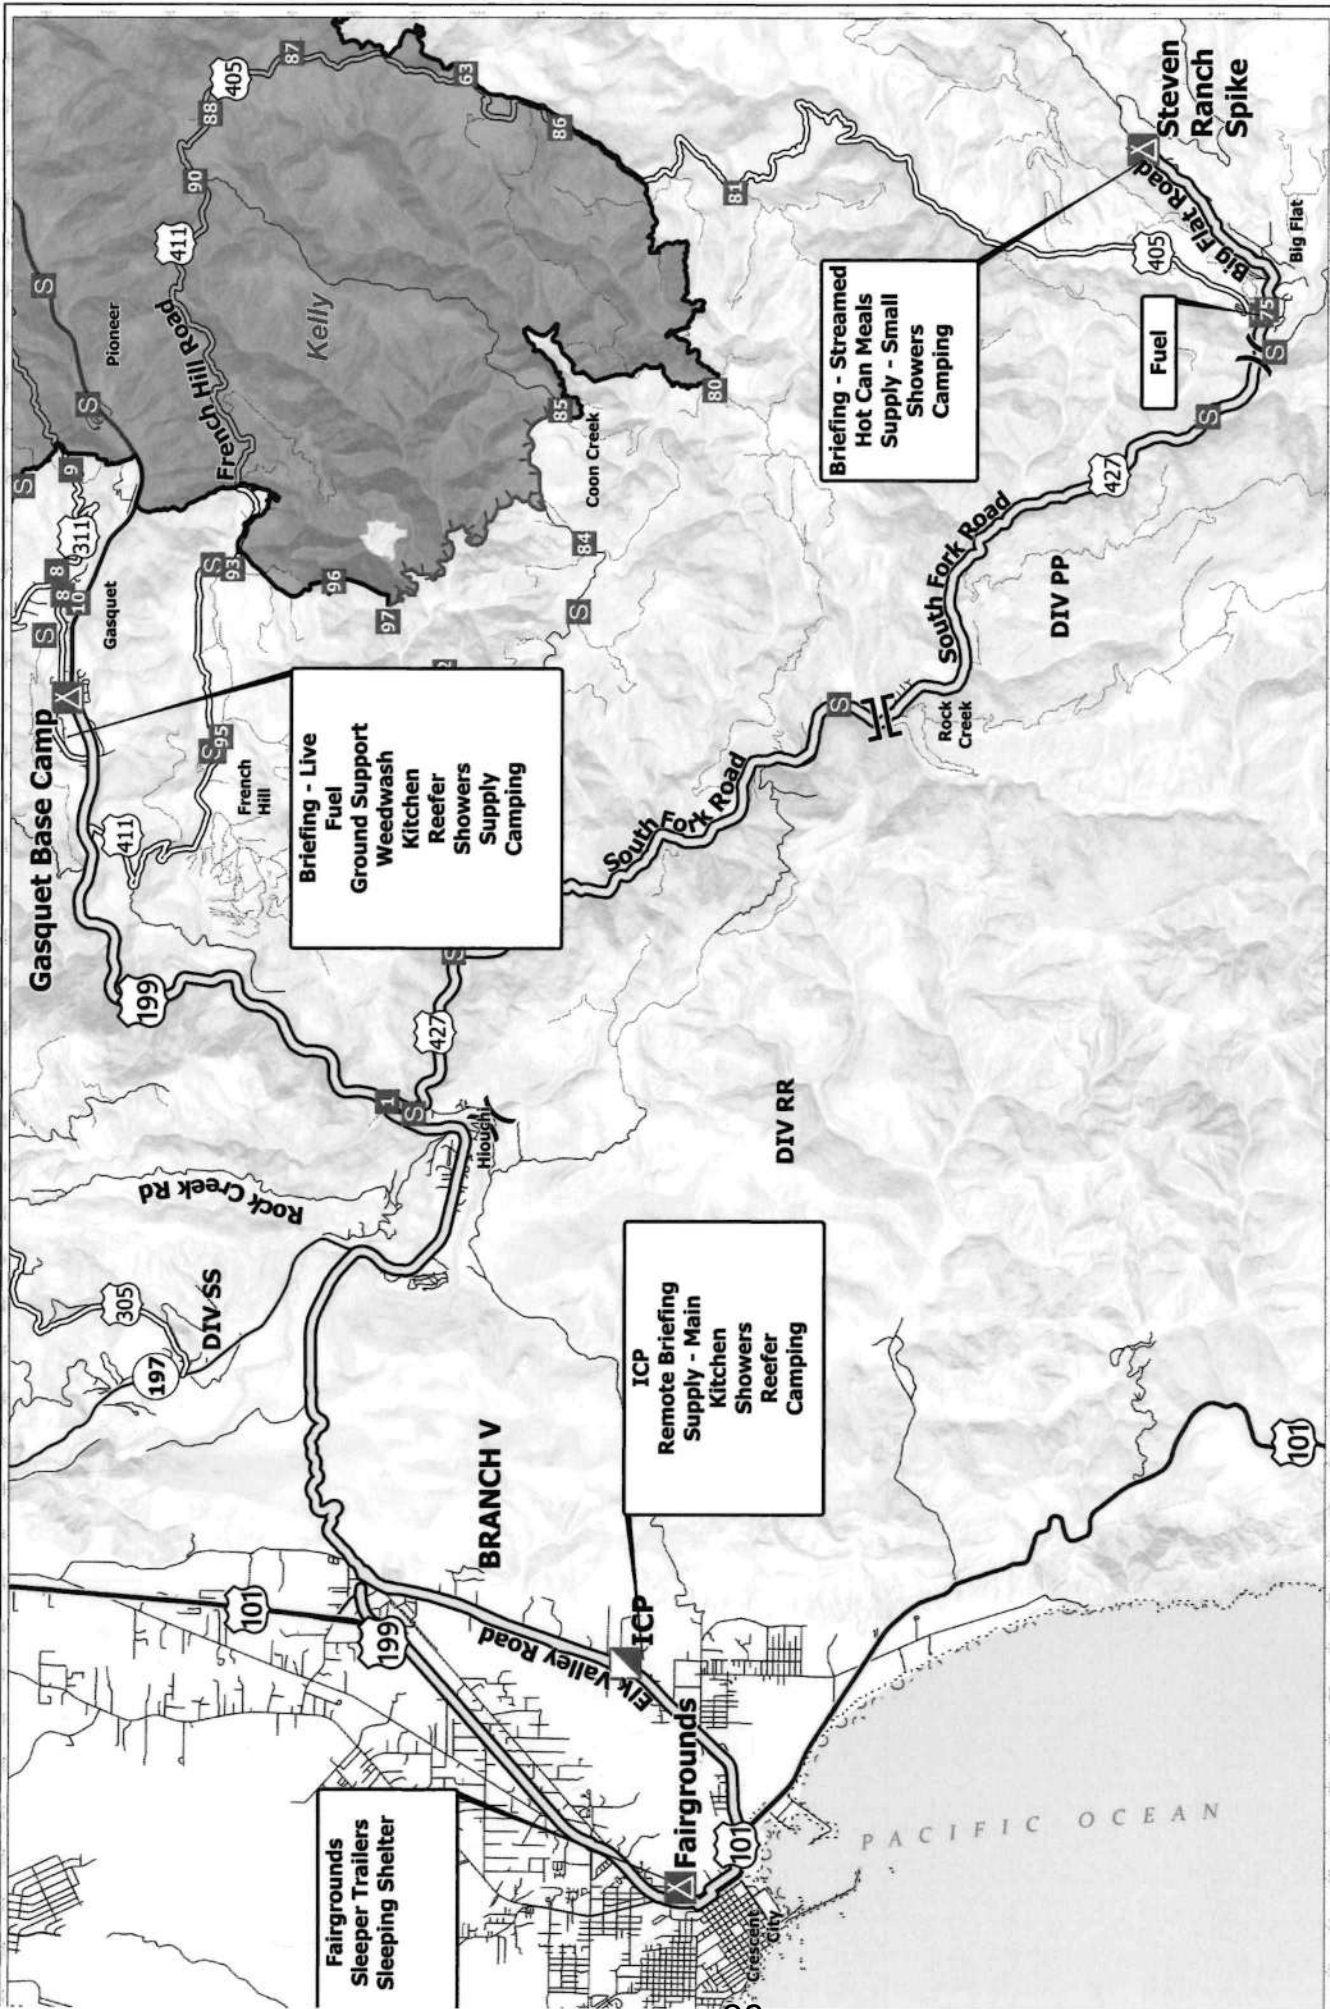 Gasquet Base Camp
Briefing - Live
Fuel
Ground Support
Weedwash
Kitchen
Reefer
Showers
Supply
Camping
Fairgrounds
Sleeper Trailers
Sleeping Shelter
ICP
Remote Briefing
Supply - Main
Kitchen
Showers
Reefer
Camping
Briefing - Streamed
Hot Can Meals
Supply - Small
Showers
Camping
Fuel
Steven
Ranch
Spike
Fairgrounds
ICP
BRANCH V
DIV SS
DIV RR
DIV PP
Kelly
Pioneer
Gasquet
French
Hill
Hiouchi
Coon Creek
Rock
Creek
Big Flat
Crescent
City
PACIFIC OCEAN
French Hill Road
Rock Creek Rd
Elk Valley Road
South Fork Road
South Fork Road
Big Flat Road
101
101
101
199
199
197
305
311
411
411
405
405
427
427
1
8
8
9
10
63
75
80
81
84
85
86
87
88
90
93
95
96
97
2
S
S
S
S
S
S
S
S
S
S
S
S